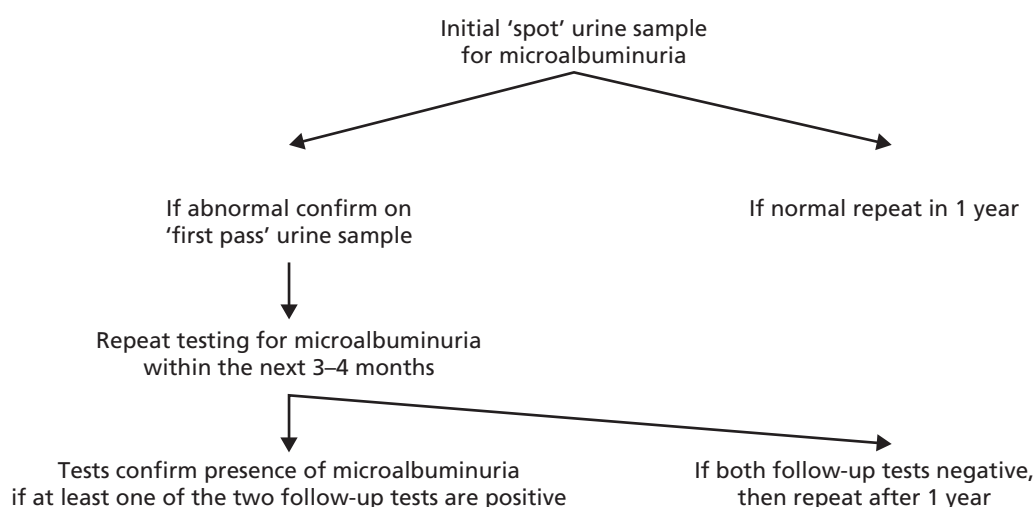 Initial ‘spot’ urine sample
for microalbuminuria
If abnormal confirm on
‘first pass’ urine sample
If normal repeat in 1 year
Repeat testing for microalbuminuria
within the next 3–4 months
Tests confirm presence of microalbuminuria
if at least one of the two follow-up tests are positive
If both follow-up tests negative,
then repeat after 1 year